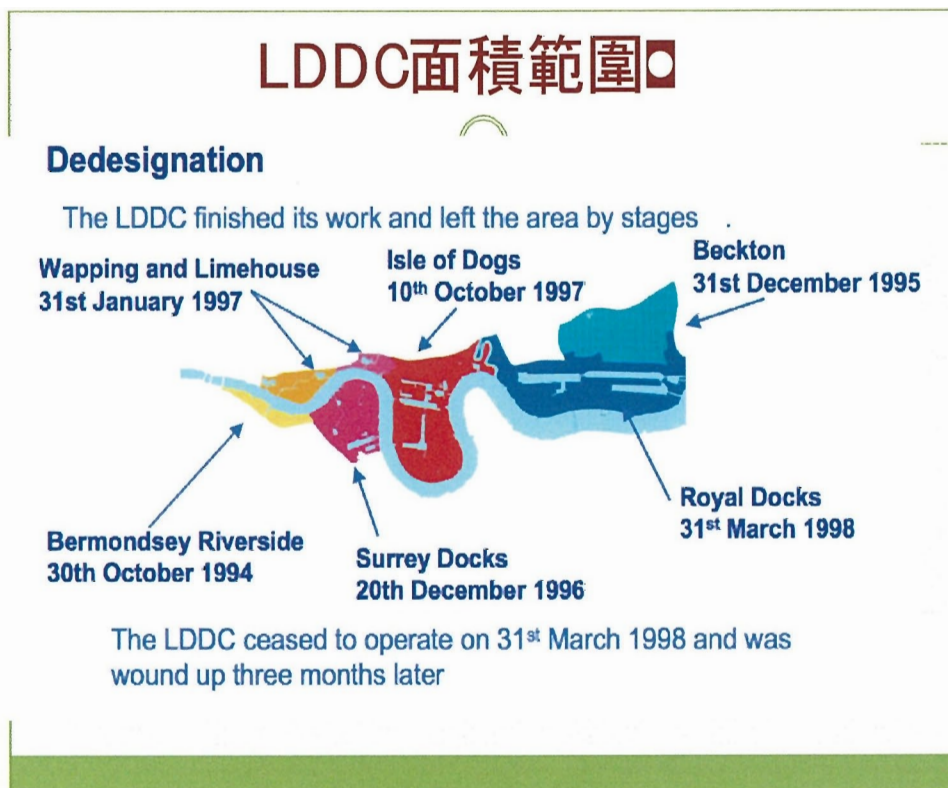 LDDC面積範圍
Dedesignation
The LDDC finished its work and left the area by stages .
Wapping and Limehouse
31st January 1997
Isle of Dogs
10th October 1997
Beckton
31st December 1995
Bermondsey Riverside
30th October 1994
Surrey Docks
20th December 1996
Royal Docks
31st March 1998
The LDDC ceased to operate on 31st March 1998 and was
wound up three months later